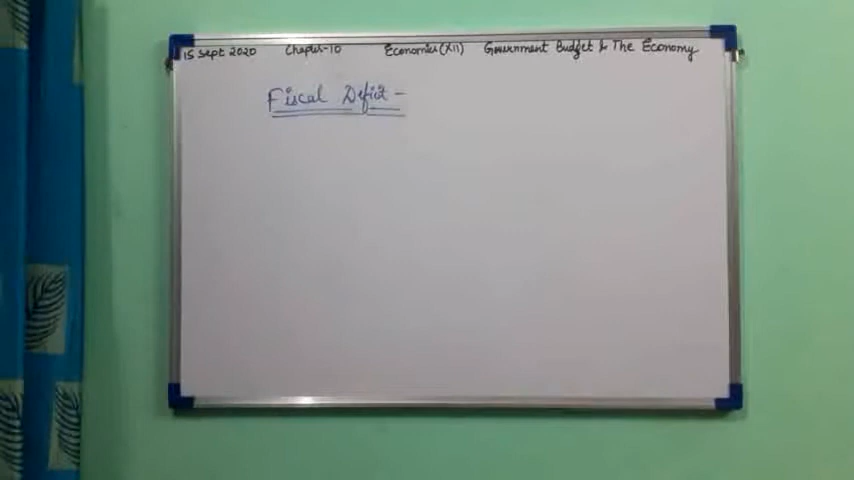 15 Sept 2020 Chapter-10 Economics(XII) Government Budget & The Economy
Fiscal Deficit -